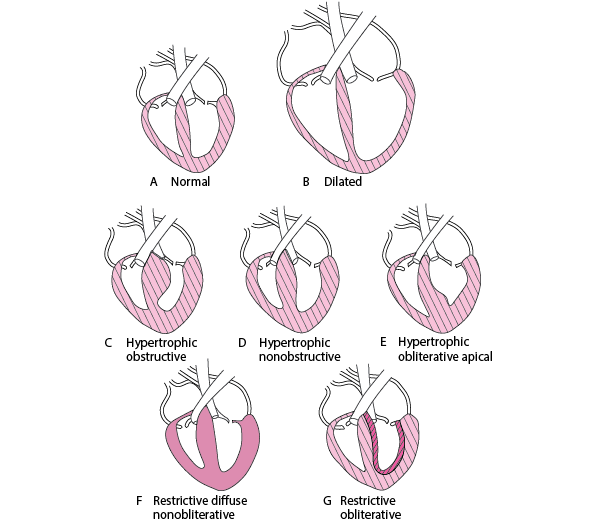 A Normal
B Dilated
C Hypertrophic
obstructive
D Hypertrophic
nonobstructive
E Hypertrophic
obliterative apical
F Restrictive diffuse
nonobliterative
G Restrictive
obliterative